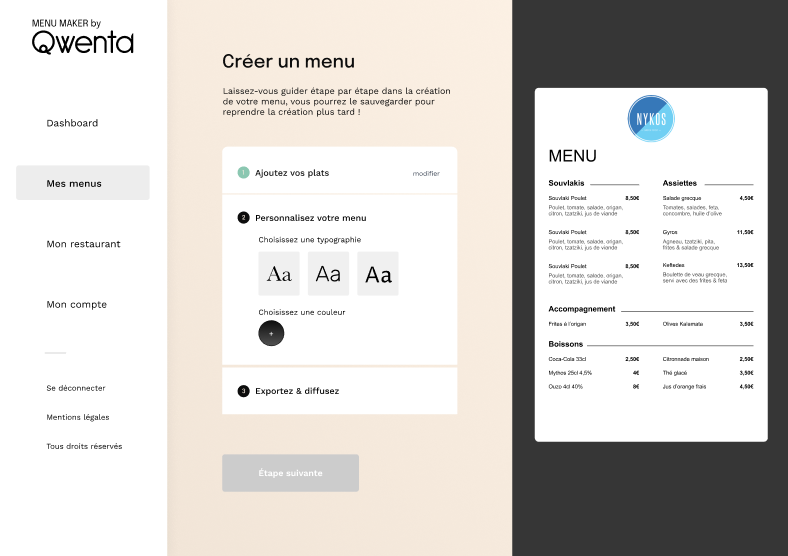 MENU MAKER by
Qwenta
Dashboard
Mes menus
Mon restaurant
Mon compte
Se déconnecter
Mentions légales
Tous droits réservés
Créer un menu
Laissez-vous guider étape par étape dans la création
de votre menu, vous pourrez le sauvegarder pour
reprendre la création plus tard !
1 Ajoutez vos plats modifier
2 Personnalisez votre menu
Choisissez une typographie
Aa Aa Aa
Choisissez une couleur
+
3 Exportez & diffusez
Étape suivante
NYKOS
MENU
Souvlakis
Souvlaki Poulet 8,50€
Poulet, tomate, salade, origan,
citron, tzatziki, jus de viande
Souvlaki Poulet 8,50€
Poulet, tomate, salade, origan,
citron, tzatziki, jus de viande
Souvlaki Poulet 8,50€
Poulet, tomate, salade, origan,
citron, tzatziki, jus de viande
Assiettes
Salade grecque 4,50€
Tomates, salades, feta,
concombre, huile d'olive
Gyros 11,50€
Agneau, tzatziki, pita,
frites & salade grecque
Keftedes 13,50€
Boulette de veau grecque,
servi avec des frites & feta
Accompagnement
Frites à l'origan 3,50€ Olives Kalamata 3,50€
Boissons
Coca-Cola 33cl 2,50€ Citronnade maison 2,50€
Mythos 25cl 4,5% 4€ Thé glacé 3,50€
Ouzo 4cl 40% 8€ Jus d'orange frais 4,50€